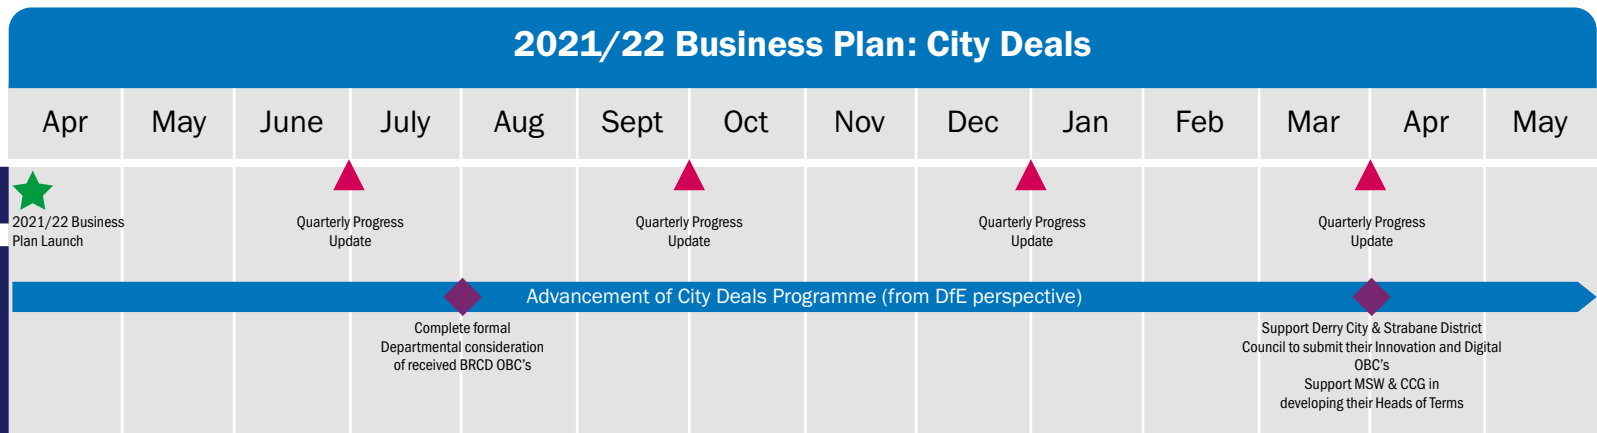 2021/22 Business Plan: City Deals
Apr May June July Aug Sept Oct Nov Dec Jan Feb Mar Apr May
2021/22 Business
Plan Launch
Quarterly Progress
Update
Quarterly Progress
Update
Quarterly Progress
Update
Quarterly Progress
Update
Advancement of City Deals Programme (from DfE perspective)
Complete formal
Departmental consideration
of received BRCD OBC's
Support Derry City & Strabane District
Council to submit their Innovation and Digital
OBC's
Support MSW & CCG in
developing their Heads of Terms